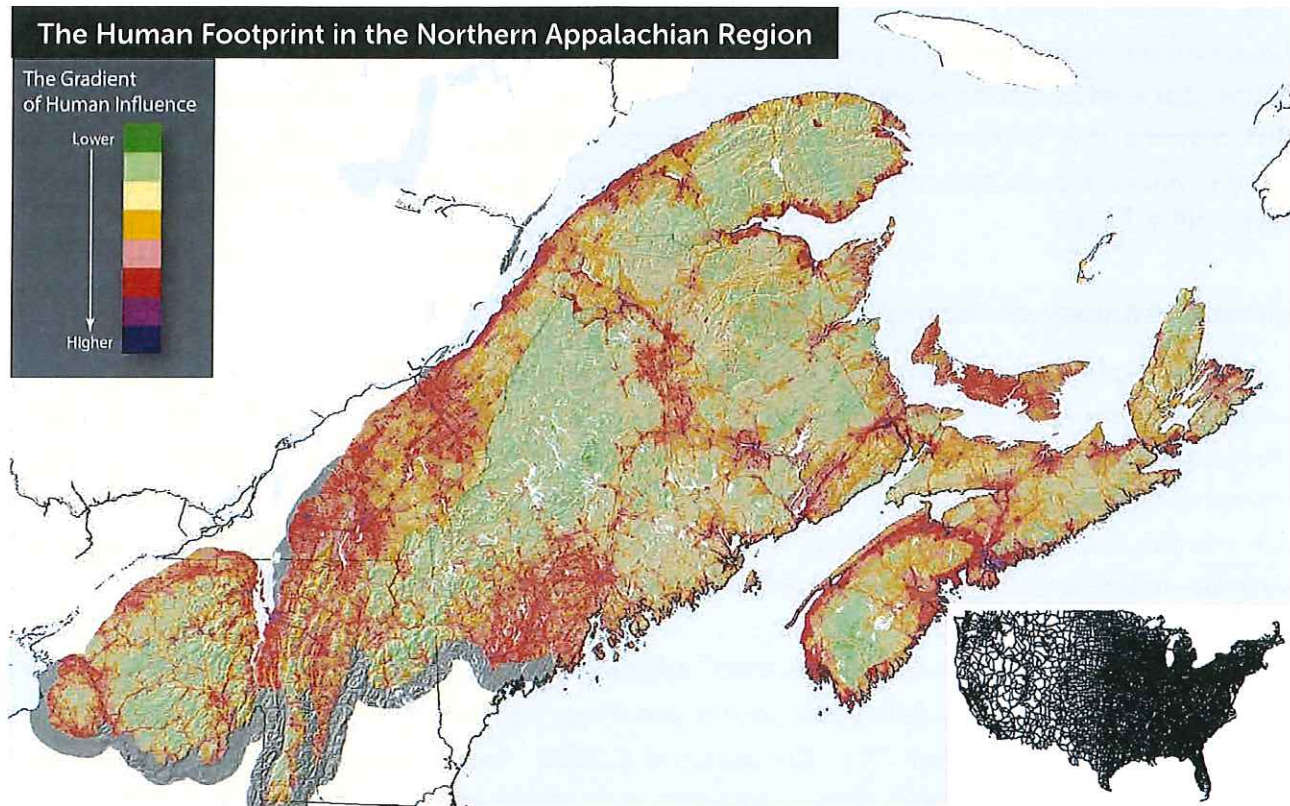 The Human Footprint in the Northern Appalachian Region
The Gradient
of Human Influence
Lower
Higher